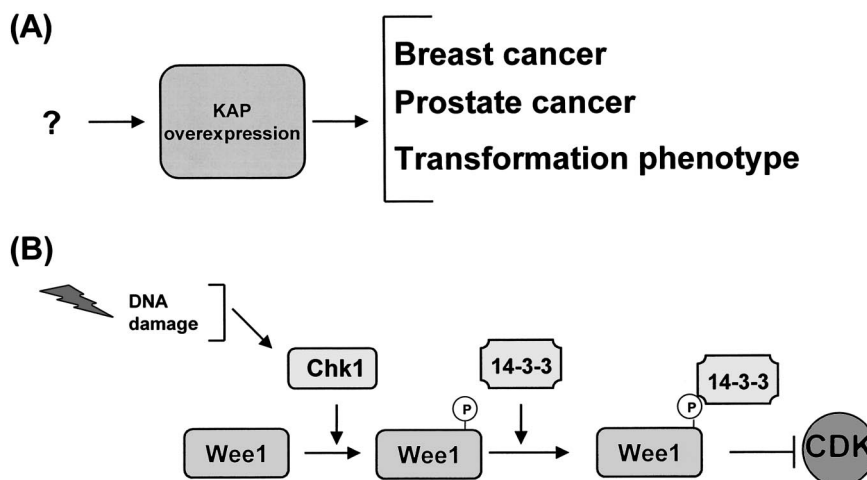 (A)
?
KAP
overexpression
Breast cancer
Prostate cancer
Transformation phenotype
(B)
DNA
damage
Chk1
14-3-3
14-3-3
P
P
Wee1
Wee1
Wee1
CDK